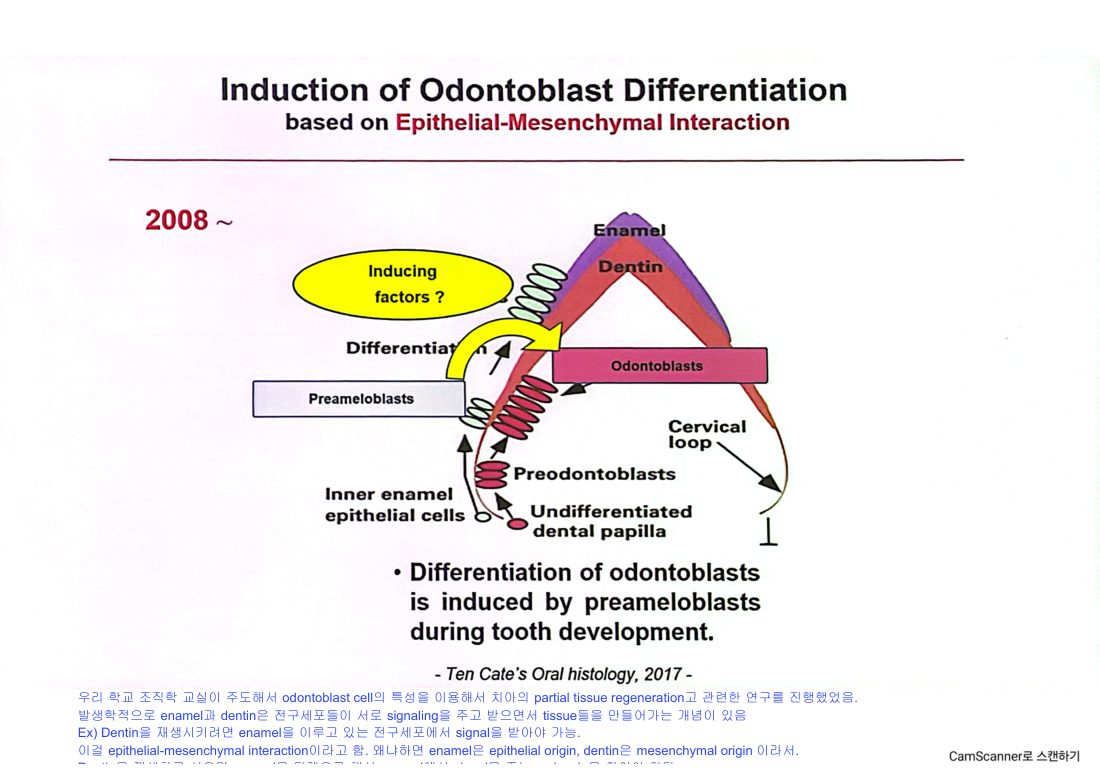 Induction of Odontoblast Differentiation
based on Epithelial-Mesenchymal Interaction
2008 ~
Enamel
Inducing
factors ?
Dentin
Differentiat n
Odontoblasts
Preameloblasts
Cervical
loop
Preodontoblasts
Inner enamel
epithelial cells
Undifferentiated
dental papilla
• Differentiation of odontoblasts
is induced by preameloblasts
during tooth development.
- Ten Cate's Oral histology, 2017 -
우리 학교 조직학 교실이 주도해서 odontoblast cell의 특성을 이용해서 치아의 partial tissue regeneration고 관련한 연구를 진행했었음.
발생학적으로 enamel과 dentin은 전구세포들이 서로 signaling을 주고 받으면서 tissue들을 만들어가는 개념이 있음
Ex) Dentin을 재생시키려면 enamel을 이루고 있는 전구세포에서 signal을 받아야 가능.
이걸 epithelial-mesenchymal interaction이라고 함. 왜냐하면 enamel은 epithelial origin, dentin은 mesenchymal origin 이라서.
CamScanner로 스캔하기